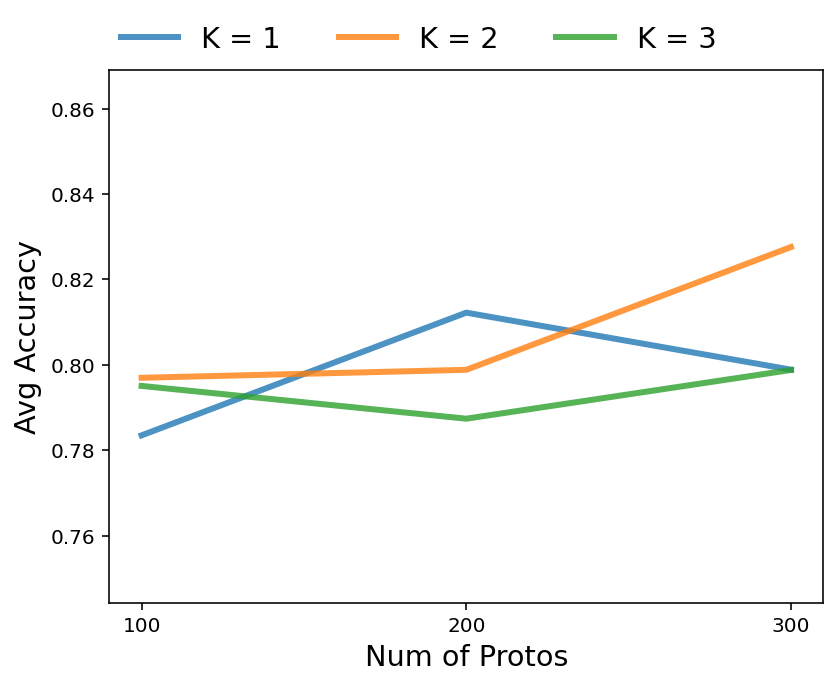 K = 1 K = 2 K = 3
0.86
0.84
0.82
0.80
0.78
0.76
Avg Accuracy
100 200 300
Num of Protos